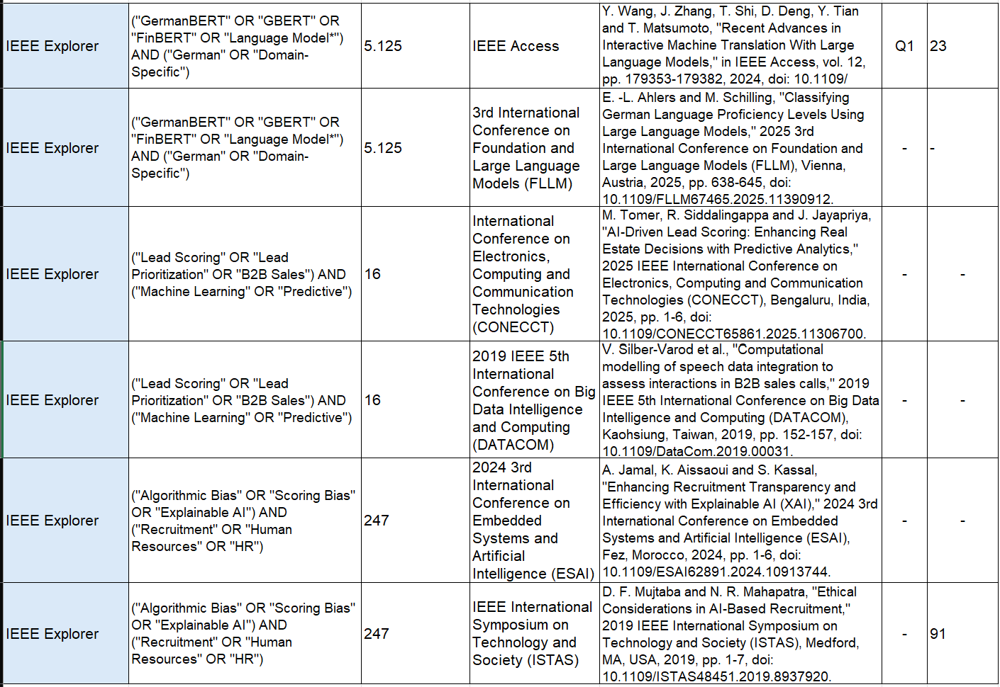 IEEE Explorer
("GermanBERT" OR "GBERT" OR
"FinBERT" OR "Language Model*")
AND ("German" OR "Domain-
Specific")
5.125
IEEE Access
Y. Wang, J. Zhang, T. Shi, D. Deng, Y. Tian
and T. Matsumoto, "Recent Advances in
Interactive Machine Translation With Large
Language Models," in IEEE Access, vol. 12,
pp. 179353-179382, 2024, doi: 10.1109/
Q1
23
IEEE Explorer
("GermanBERT" OR "GBERT" OR
"FinBERT" OR "Language Model*")
AND ("German" OR "Domain-
Specific")
5.125
3rd International
Conference on
Foundation and
Large Language
Models (FLLM)
E. -L. Ahlers and M. Schilling, "Classifying
German Language Proficiency Levels Using
Large Language Models," 2025 3rd
International Conference on Foundation and
Large Language Models (FLLM), Vienna,
Austria, 2025, pp. 638-645, doi:
10.1109/FLLM67465.2025.11390912.
-
-
IEEE Explorer
("Lead Scoring" OR "Lead
Prioritization" OR "B2B Sales") AND
("Machine Learning" OR "Predictive")
16
International
Conference on
Electronics,
Computing and
Communication
Technologies
(CONECCT)
M. Tomer, R. Siddalingappa and J. Jayapriya,
"AI-Driven Lead Scoring: Enhancing Real
Estate Decisions with Predictive Analytics,"
2025 IEEE International Conference on
Electronics, Computing and Communication
Technologies (CONECCT), Bengaluru, India,
2025, pp. 1-6, doi:
10.1109/CONECCT65861.2025.11306700.
-
-
IEEE Explorer
("Lead Scoring" OR "Lead
Prioritization" OR "B2B Sales") AND
("Machine Learning" OR "Predictive")
16
2019 IEEE 5th
International
Conference on Big
Data Intelligence
and Computing
(DATACOM)
V. Silber-Varod et al., "Computational
modelling of speech data integration to
assess interactions in B2B sales calls," 2019
IEEE 5th International Conference on Big Data
Intelligence and Computing (DATACOM),
Kaohsiung, Taiwan, 2019, pp. 152-157, doi:
10.1109/DataCom.2019.00031.
-
-
IEEE Explorer
("Algorithmic Bias" OR "Scoring Bias"
OR "Explainable AI") AND
("Recruitment" OR "Human
Resources" OR "HR")
247
2024 3rd
International
Conference on
Embedded
Systems and
Artificial
Intelligence (ESAI)
A. Jamal, K. Aissaoui and S. Kassal,
"Enhancing Recruitment Transparency and
Efficiency with Explainable AI (XAI)," 2024 3rd
International Conference on Embedded
Systems and Artificial Intelligence (ESAI),
Fez, Morocco, 2024, pp. 1-6, doi:
10.1109/ESAI62891.2024.10913744.
-
-
IEEE Explorer
("Algorithmic Bias" OR "Scoring Bias"
OR "Explainable AI") AND
("Recruitment" OR "Human
Resources" OR "HR")
247
IEEE International
Symposium on
Technology and
Society (ISTAS)
D. F. Mujtaba and N. R. Mahapatra, "Ethical
Considerations in AI-Based Recruitment,"
2019 IEEE International Symposium on
Technology and Society (ISTAS), Medford,
MA, USA, 2019, pp. 1-7, doi:
10.1109/ISTAS48451.2019.8937920.
-
91